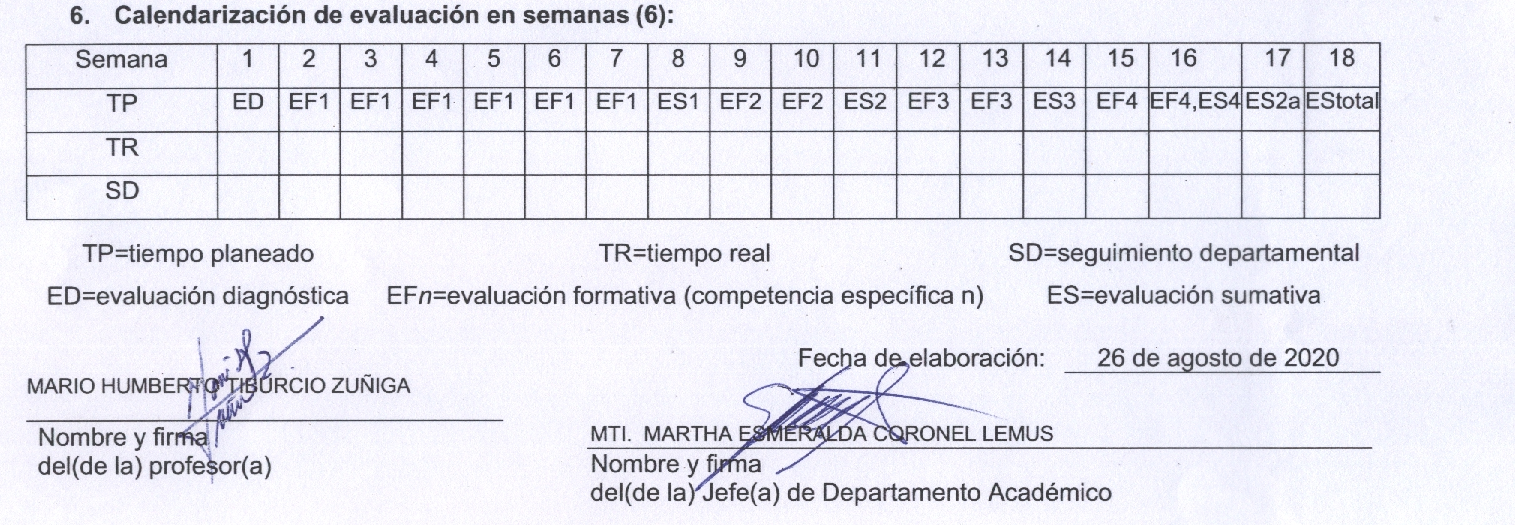 6. Calendarización de evaluación en semanas (6):
Semana 1 2 3 4 5 6 7 8 9 10 11 12 13 14 15 16 17 18
TP ED EF1 EF1 EF1 EF1 EF1 EF1 ES1 EF2 EF2 ES2 EF3 EF3 ES3 EF4 EF4,ES4 ES2a EStotal
TR
SD
TP=tiempo planeado TR=tiempo real SD=seguimiento departamental
ED=evaluación diagnóstica EFn=evaluación formativa (competencia específica n) ES=evaluación sumativa
Fecha de elaboración: 26 de agosto de 2020
MARIO HUMBERTO TIBURCIO ZUÑIGA
Nombre y firma
del(de la) profesor(a)
MTI. MARTHA ESMERALDA CORONEL LEMUS
Nombre y firma
del(de la) Jefe(a) de Departamento Académico